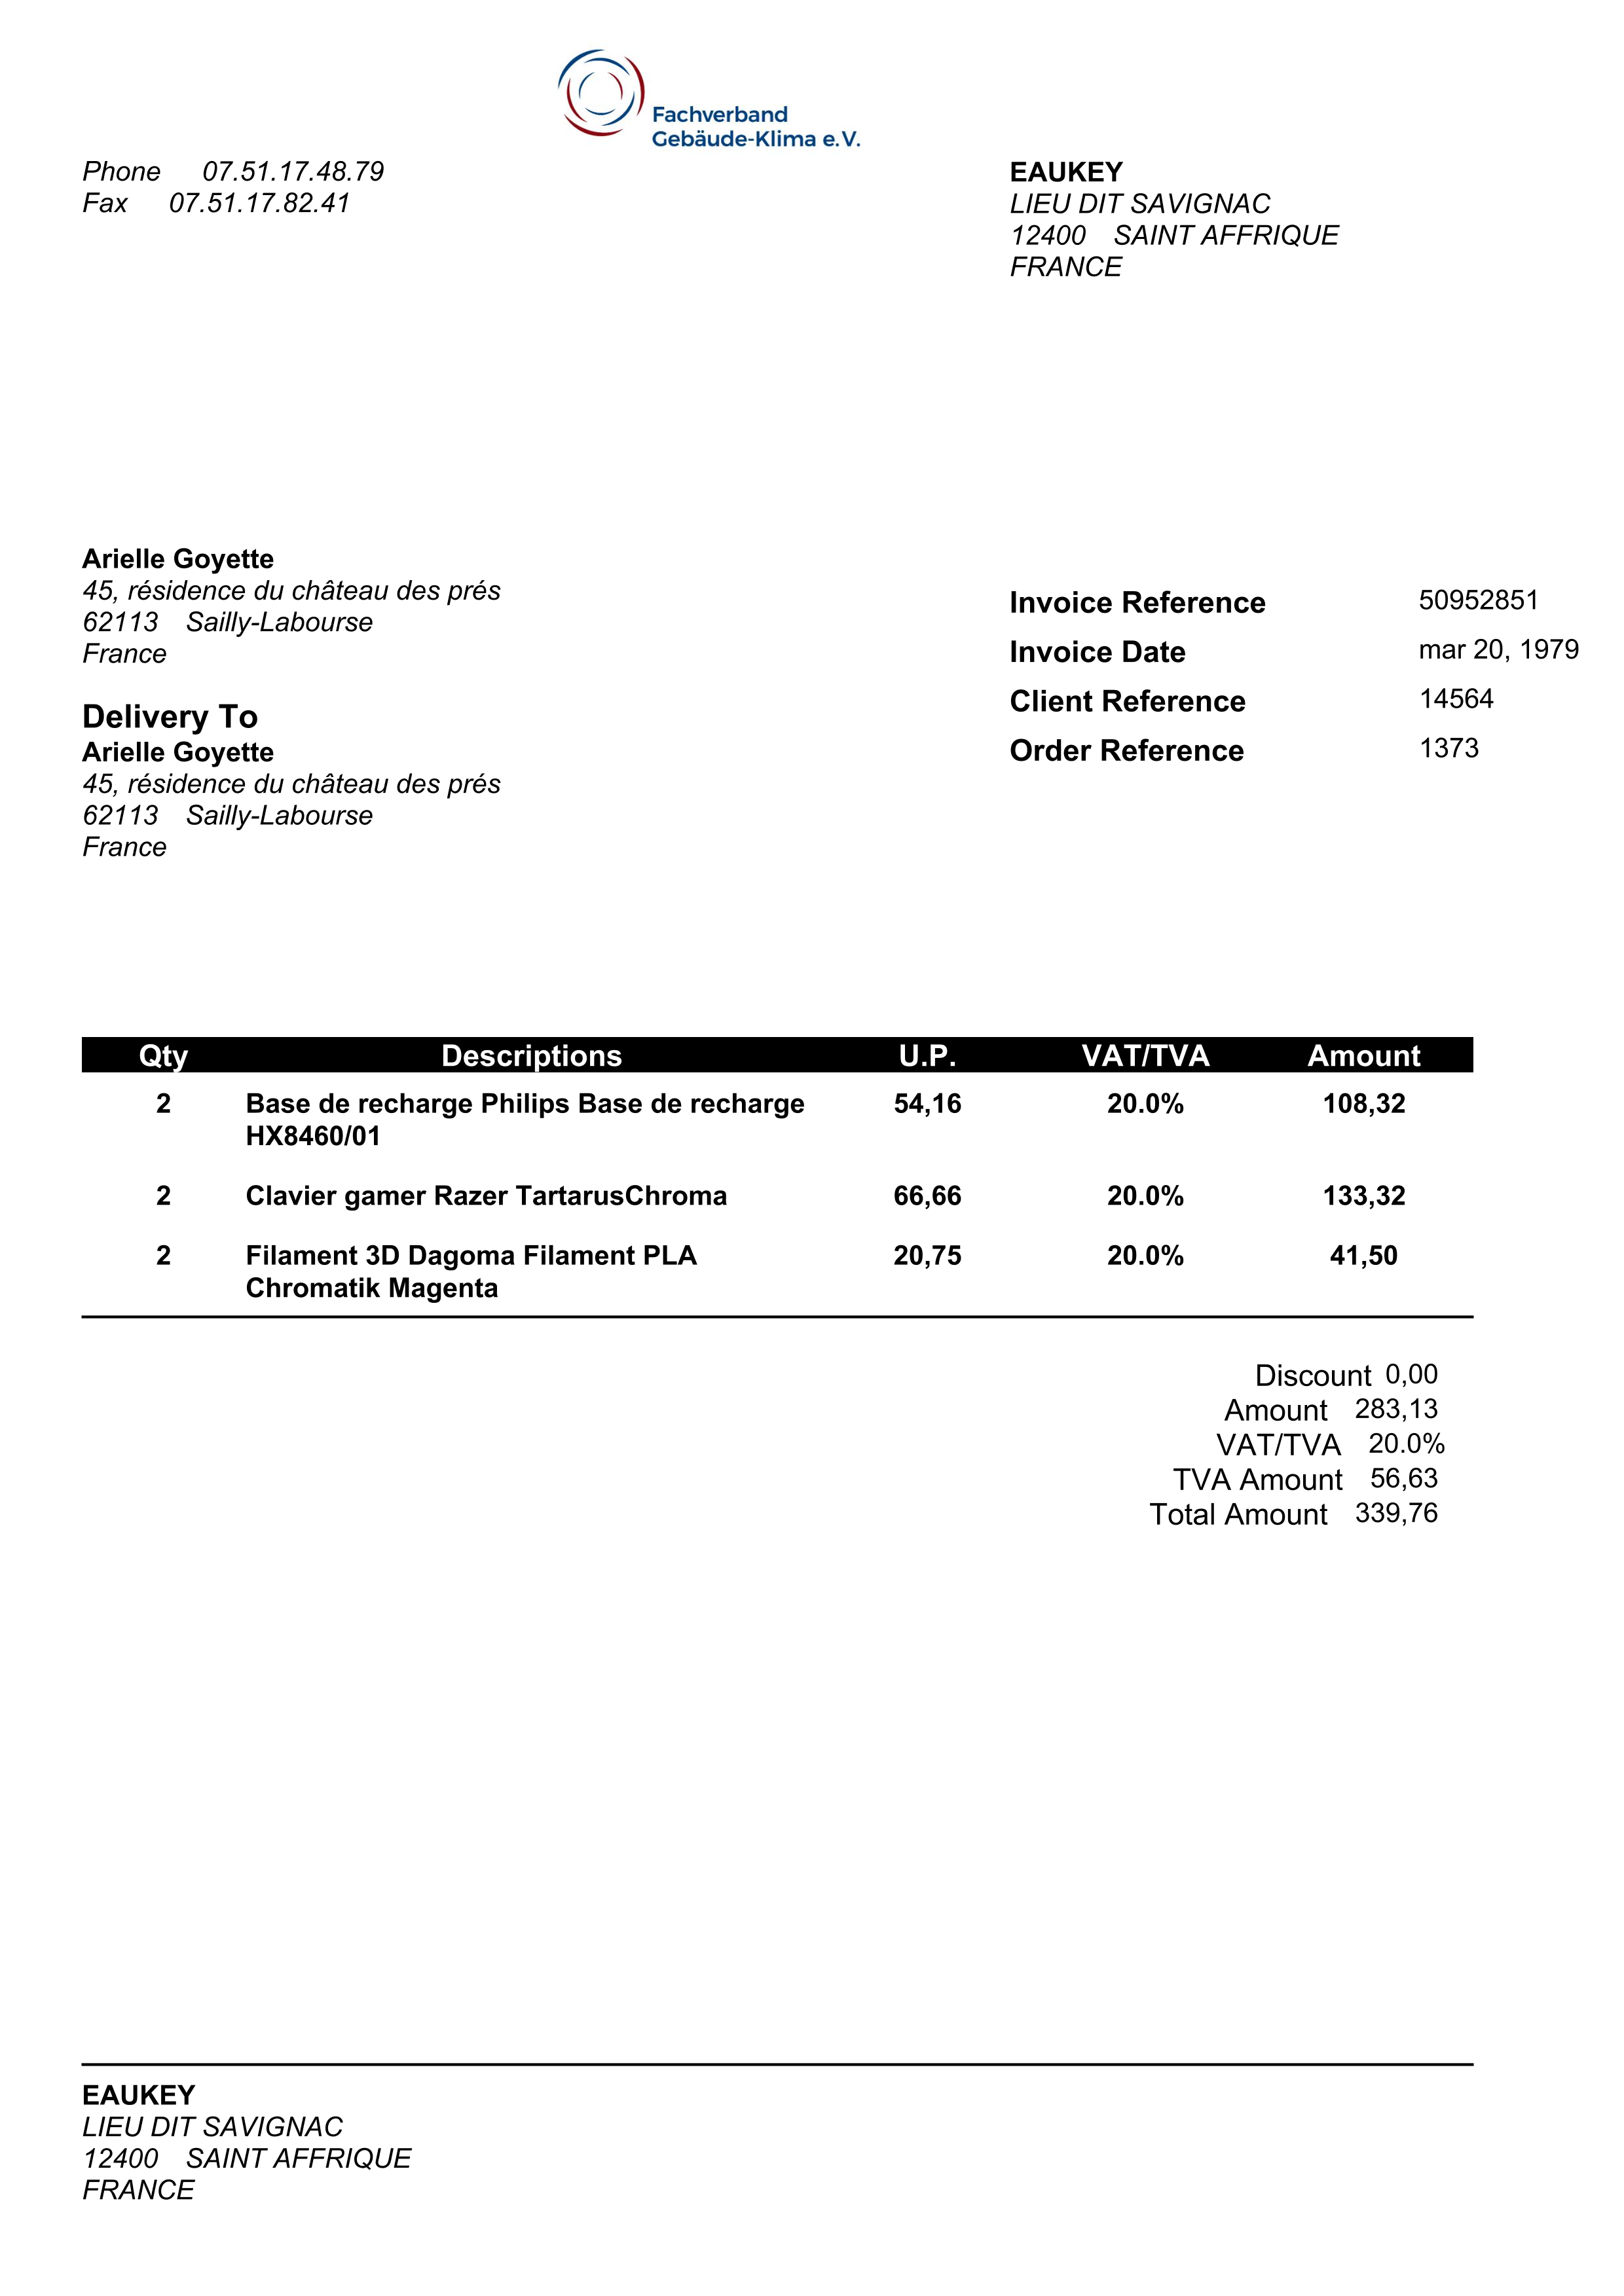 Fachverband
Gebäude-Klima e.V.
Phone 07.51.17.48.79
Fax 07.51.17.82.41
EAUKEY
LIEU DIT SAVIGNAC
12400 SAINT AFFRIQUE
FRANCE
Arielle Goyette
45, résidence du château des prés
62113 Sailly-Labourse
France
Delivery To
Arielle Goyette
45, résidence du château des prés
62113 Sailly-Labourse
France
Invoice Reference 50952851
Invoice Date mar 20, 1979
Client Reference 14564
Order Reference 1373
Qty Descriptions U.P. VAT/TVA Amount
2 Base de recharge Philips Base de recharge 54,16 20.0% 108,32
HX8460/01
2 Clavier gamer Razer TartarusChroma 66,66 20.0% 133,32
2 Filament 3D Dagoma Filament PLA 20,75 20.0% 41,50
Chromatik Magenta
Discount 0,00
Amount 283,13
VAT/TVA 20.0%
TVA Amount 56,63
Total Amount 339,76
EAUKEY
LIEU DIT SAVIGNAC
12400 SAINT AFFRIQUE
FRANCE